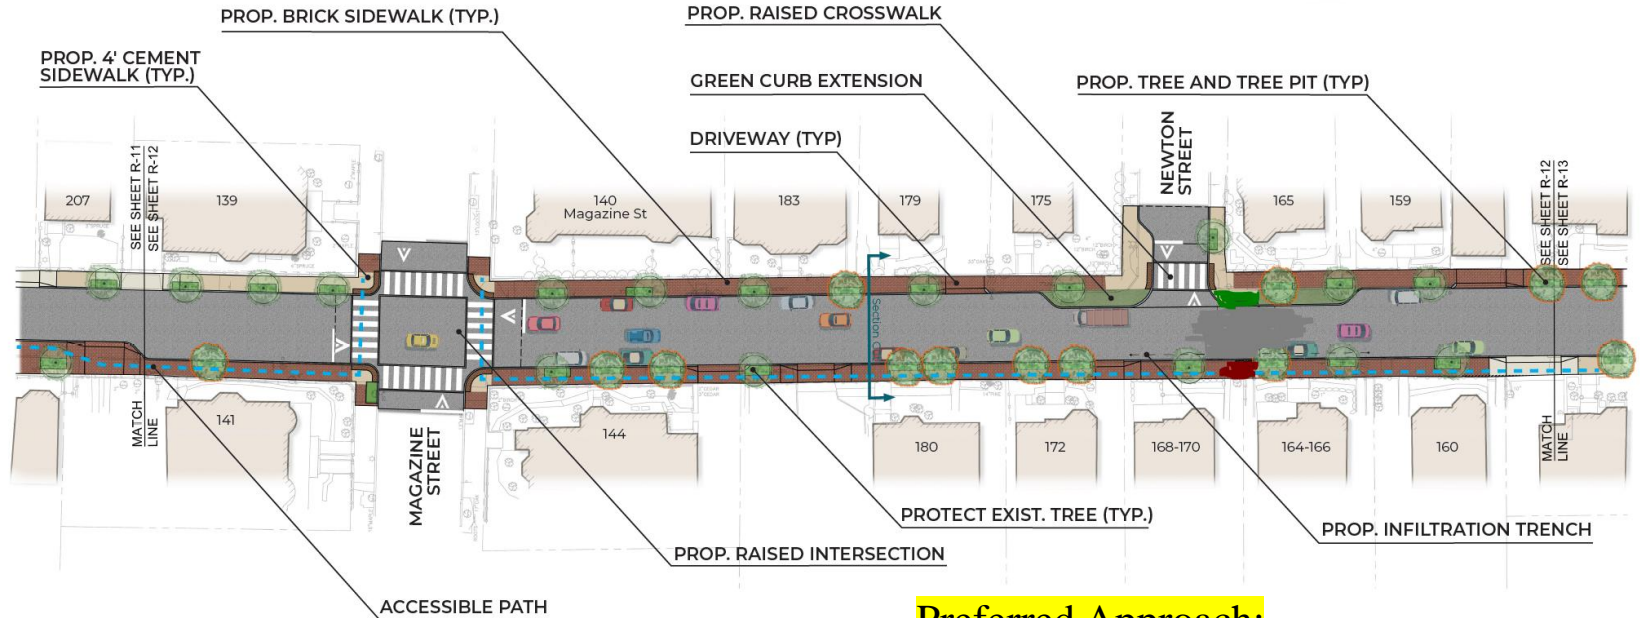 PROP. BRICK SIDEWALK (TYP.)
PROP. RAISED CROSSWALK
PROP. 4' CEMENT
SIDEWALK (TYP.)
GREEN CURB EXTENSION
PROP. TREE AND TREE PIT (TYP)
DRIVEWAY (TYP)
NEWTON
STREET
SEE SHEET R-11
SEE SHEET R-12
SEE SHEET R-12
SEE SHEET R-13
207
139
140
Magazine St
183
179
175
165
159
Section
MATCH
LINE
141
MAGAZINE
STREET
144
180
172
168-170
164-166
160
MATCH
LINE
PROTECT EXIST. TREE (TYP.)
PROP. INFILTRATION TRENCH
PROP. RAISED INTERSECTION
ACCESSIBLE PATH
Preferred Approach: